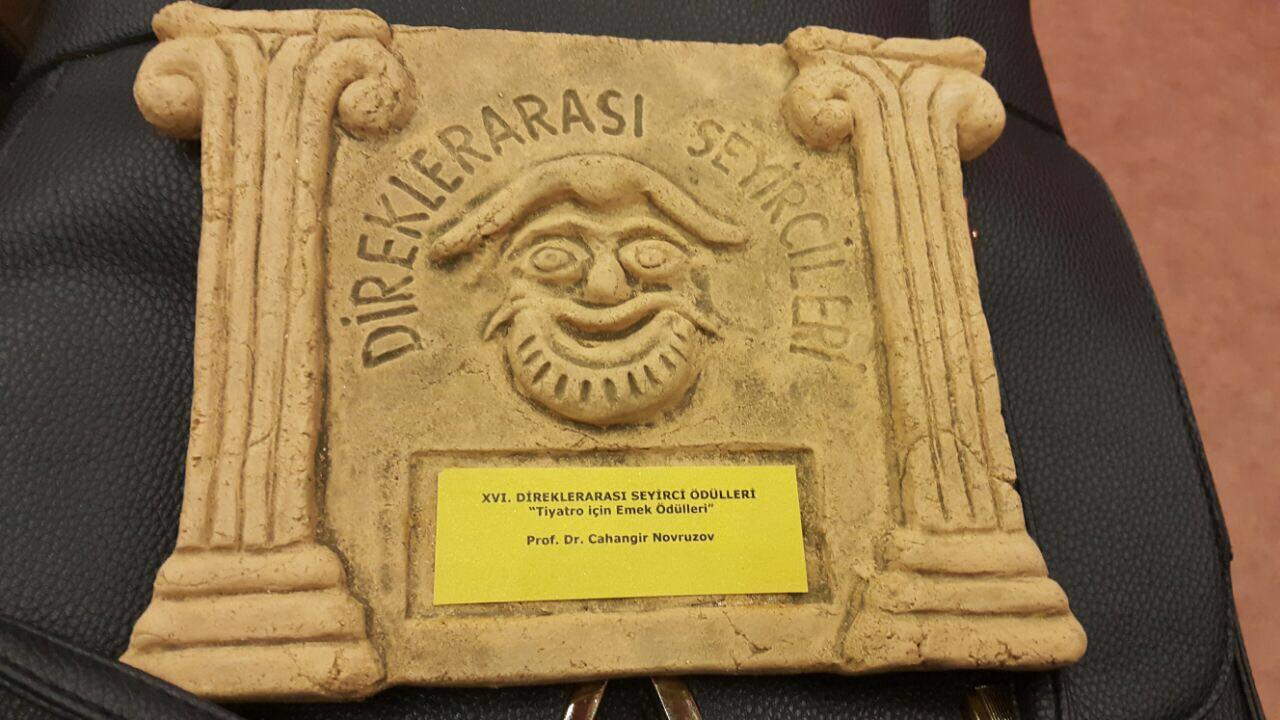 DİREKLERARASI SEYİRCİLERİ
XVI. DİREKLERARASI SEYİRCİ ÖDÜLLERİ
“Tiyatro için Emek Ödülleri”
Prof. Dr. Cahangir Novruzov